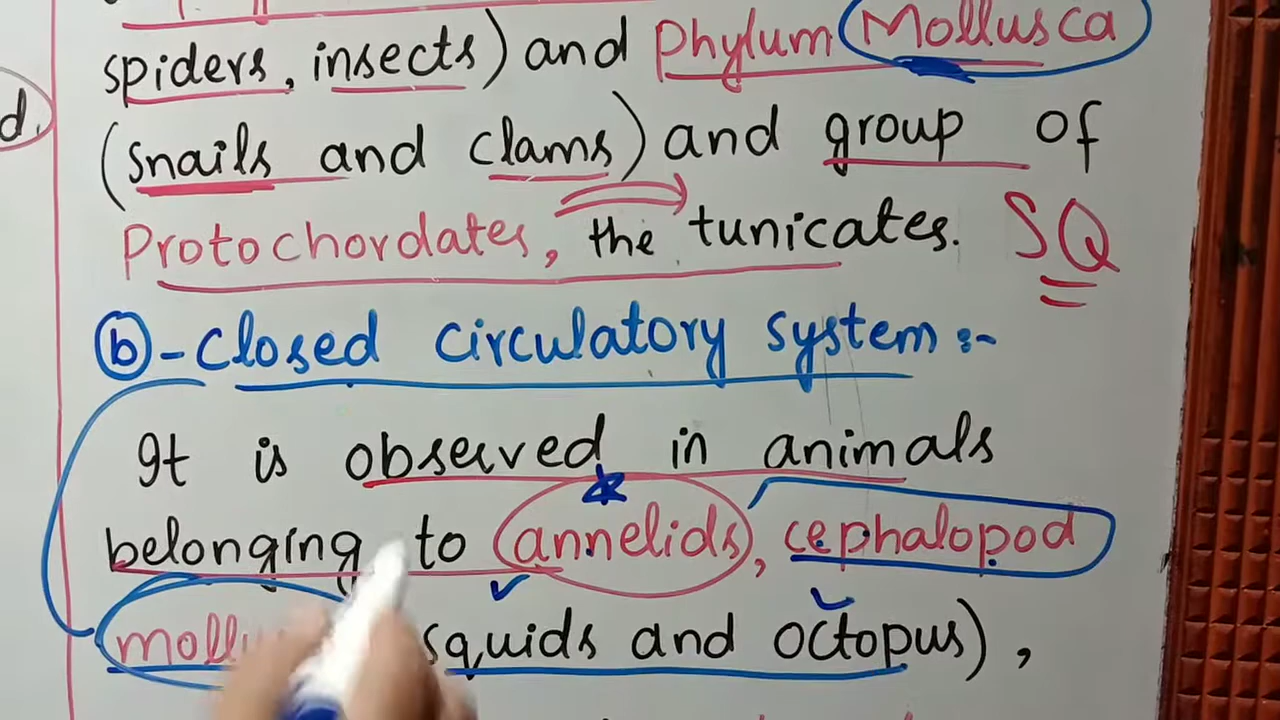 spiders, insects) and Phylum Mollusca
d.
(snails and clams) and group of
Protochordates, the tunicates. SQ
(b)- Closed circulatory system :-
It is observed in animals
belonging to annelids, cephalopod
squids and octopus),